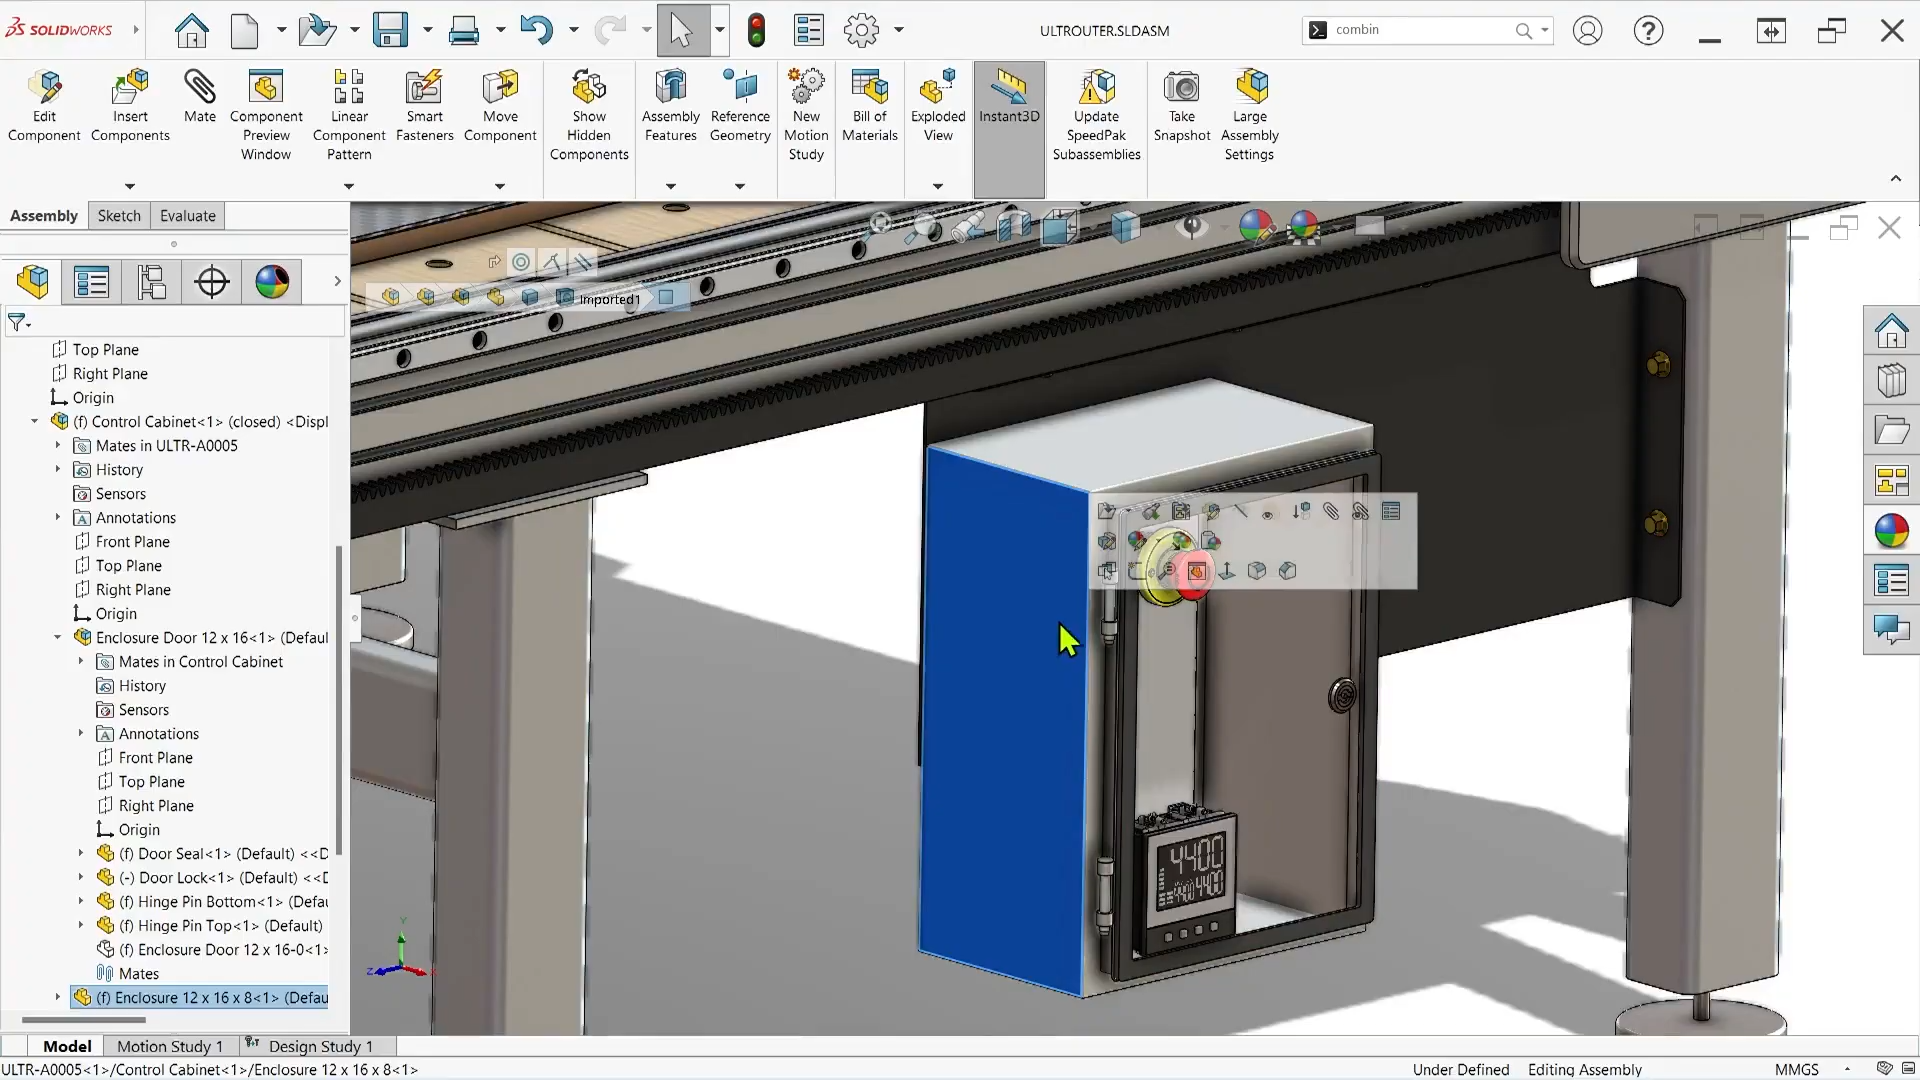 SOLIDWORKS
ULTROUTER.SLDASM
combin
Edit Component
Insert Components
Mate
Component Preview Window
Linear Component Pattern
Smart Fasteners
Move Component
Show Hidden Components
Assembly Features
Reference Geometry
New Motion Study
Bill of Materials
Exploded View
Instant3D
Update SpeedPak Subassemblies
Take Snapshot
Large Assembly Settings
Assembly
Sketch
Evaluate
Imported1
Top Plane
Right Plane
Origin
(f) Control Cabinet<1> (closed) <Displ
Mates in ULTR-A0005
History
Sensors
Annotations
Front Plane
Top Plane
Right Plane
Origin
Enclosure Door 12 x 16<1> (Defaul
Mates in Control Cabinet
History
Sensors
Annotations
Front Plane
Top Plane
Right Plane
Origin
(f) Door Seal<1> (Default) <<D
(-) Door Lock<1> (Default) <<D
(f) Hinge Pin Bottom<1> (Defau
(f) Hinge Pin Top<1> (Default)
(f) Enclosure Door 12 x 16-0<1>
Mates
(f) Enclosure 12 x 16 x 8<1> (Defau
4400
4400
Y
Z
Model
Motion Study 1
Design Study 1
ULTR-A0005<1>/Control Cabinet<1>/Enclosure 12 x 16 x 8<1>
Under Defined
Editing Assembly
MMGS